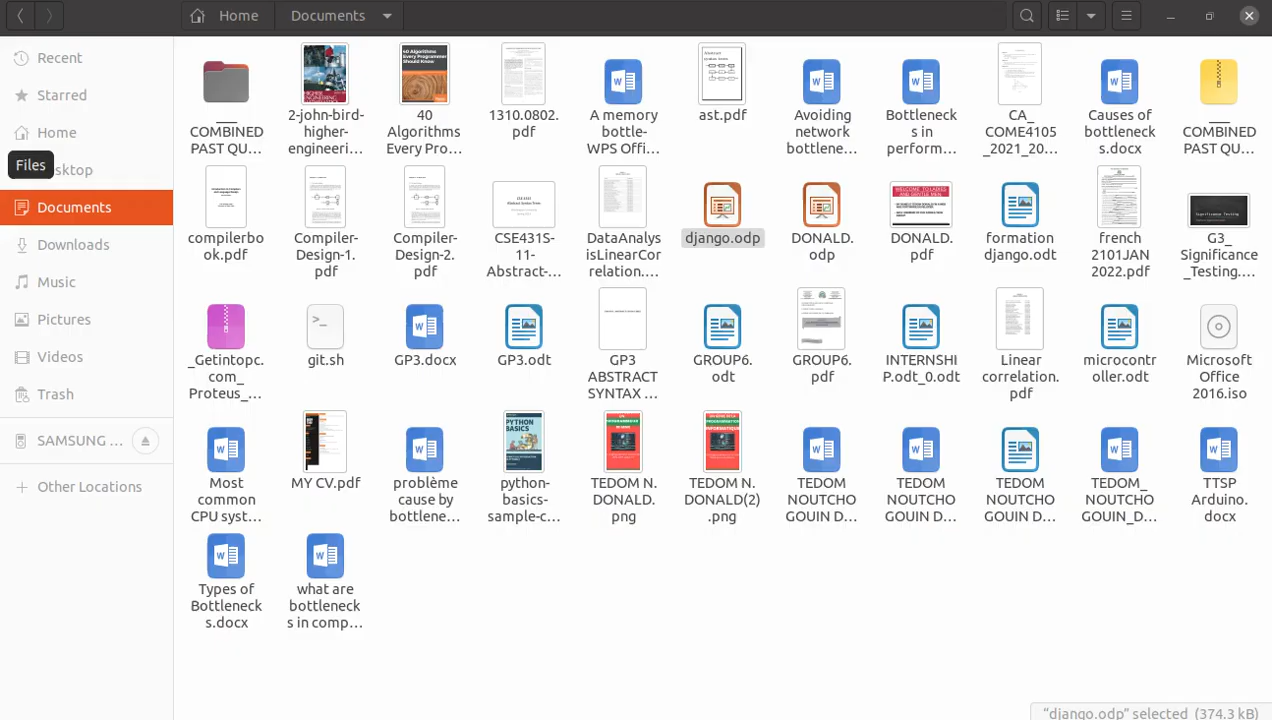 Home
Documents
Recent
Starred
Home
Files
sktop
Documents
Downloads
Music
Pictures
Videos
Trash
SAMSUNG ...
Other Locations
___
COMBINED
PAST QU...
2-john-bird-
higher-
engineeri...
40
Algorithms
Every Pro...
1310.0802.
pdf
A memory
bottle-
WPS Offi...
ast.pdf
Avoiding
network
bottlene...
Bottleneck
s in
perform...
CA_
COME4105
_2021_20...
Causes of
bottleneck
s.docx
___
COMBINED
PAST QU...
compilerbo
ok.pdf
Compiler-
Design-1.
pdf
Compiler-
Design-2.
pdf
CSE431S-
11-
Abstract-...
DataAnalys
isLinearCor
relation....
django.odp
DONALD.
odp
DONALD.
pdf
formation
django.odt
french
2101JAN
2022.pdf
G3_
Significance
_Testing....
_Getintopc.
com_
Proteus_...
git.sh
GP3.docx
GP3.odt
GP3
ABSTRACT
SYNTAX ...
GROUP6.
odt
GROUP6.
pdf
INTERNSHI
P.odt_0.odt
Linear
correlation.
pdf
microcontr
oller.odt
Microsoft
Office
2016.iso
Most
common
CPU syst...
MY CV.pdf
problème
cause by
bottlene...
python-
basics-
sample-c...
TEDOM N.
DONALD.
png
TEDOM N.
DONALD(2)
.png
TEDOM
NOUTCHO
GOUIN D...
TEDOM
NOUTCHO
GOUIN D...
TEDOM
NOUTCHO
GOUIN D...
TEDOM_
NOUTCHO
GOUIN_D...
TTSP
Arduino.
docx
Types of
Bottleneck
s.docx
what are
bottleneck
s in comp...
"django.odp" selected (374.3 kB)